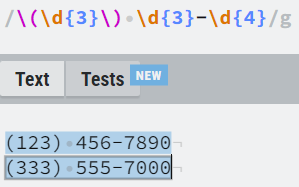 /\(\d{3}\) \d{3}-\d{4}/g
Text Tests NEW
(123) 456-7890
(333) 555-7000